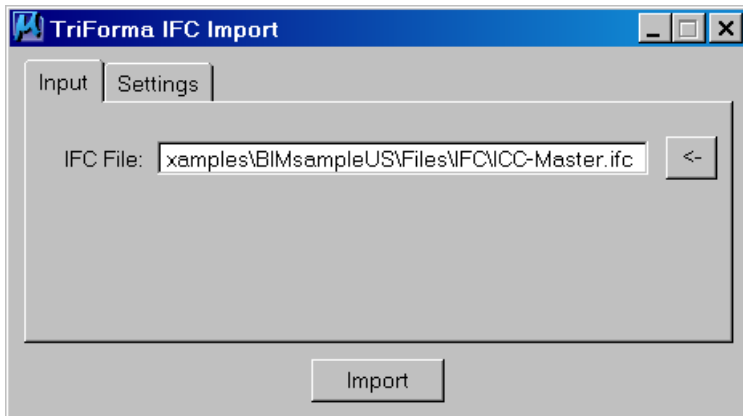 TriForma IFC Import
Input Settings
IFC File: xamples\BIMsampleUS\Files\IFC\ICC-Master.ifc <-
Import